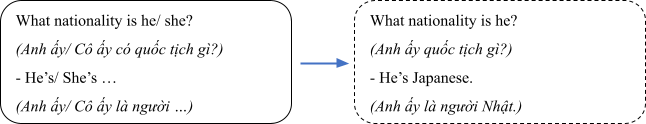 What nationality is he/ she?
(Anh ấy/ Cô ấy có quốc tịch gì?)
- He's/ She's …
(Anh ấy/ Cô ấy là người …)
What nationality is he?
(Anh ấy quốc tịch gì?)
- He's Japanese.
(Anh ấy là người Nhật.)